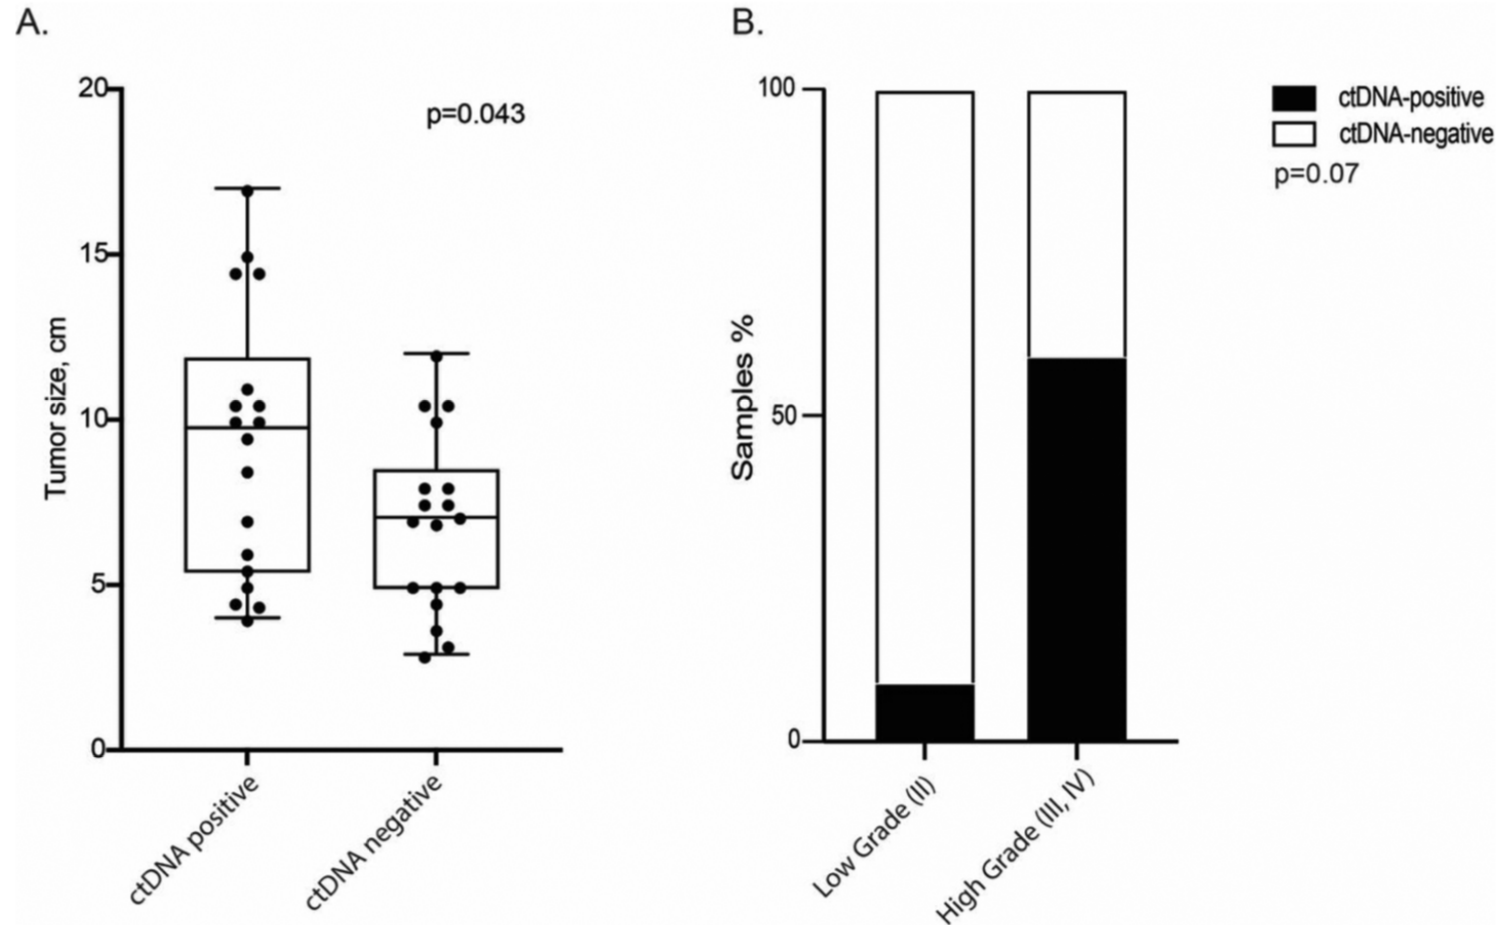 A.
20
15
10
5
0
Tumor size, cm
p=0.043
ctDNA positive
ctDNA negative
B.
100
50
0
Samples %
Low Grade (II)
High Grade (III, IV)
ctDNA-positive
ctDNA-negative
p=0.07